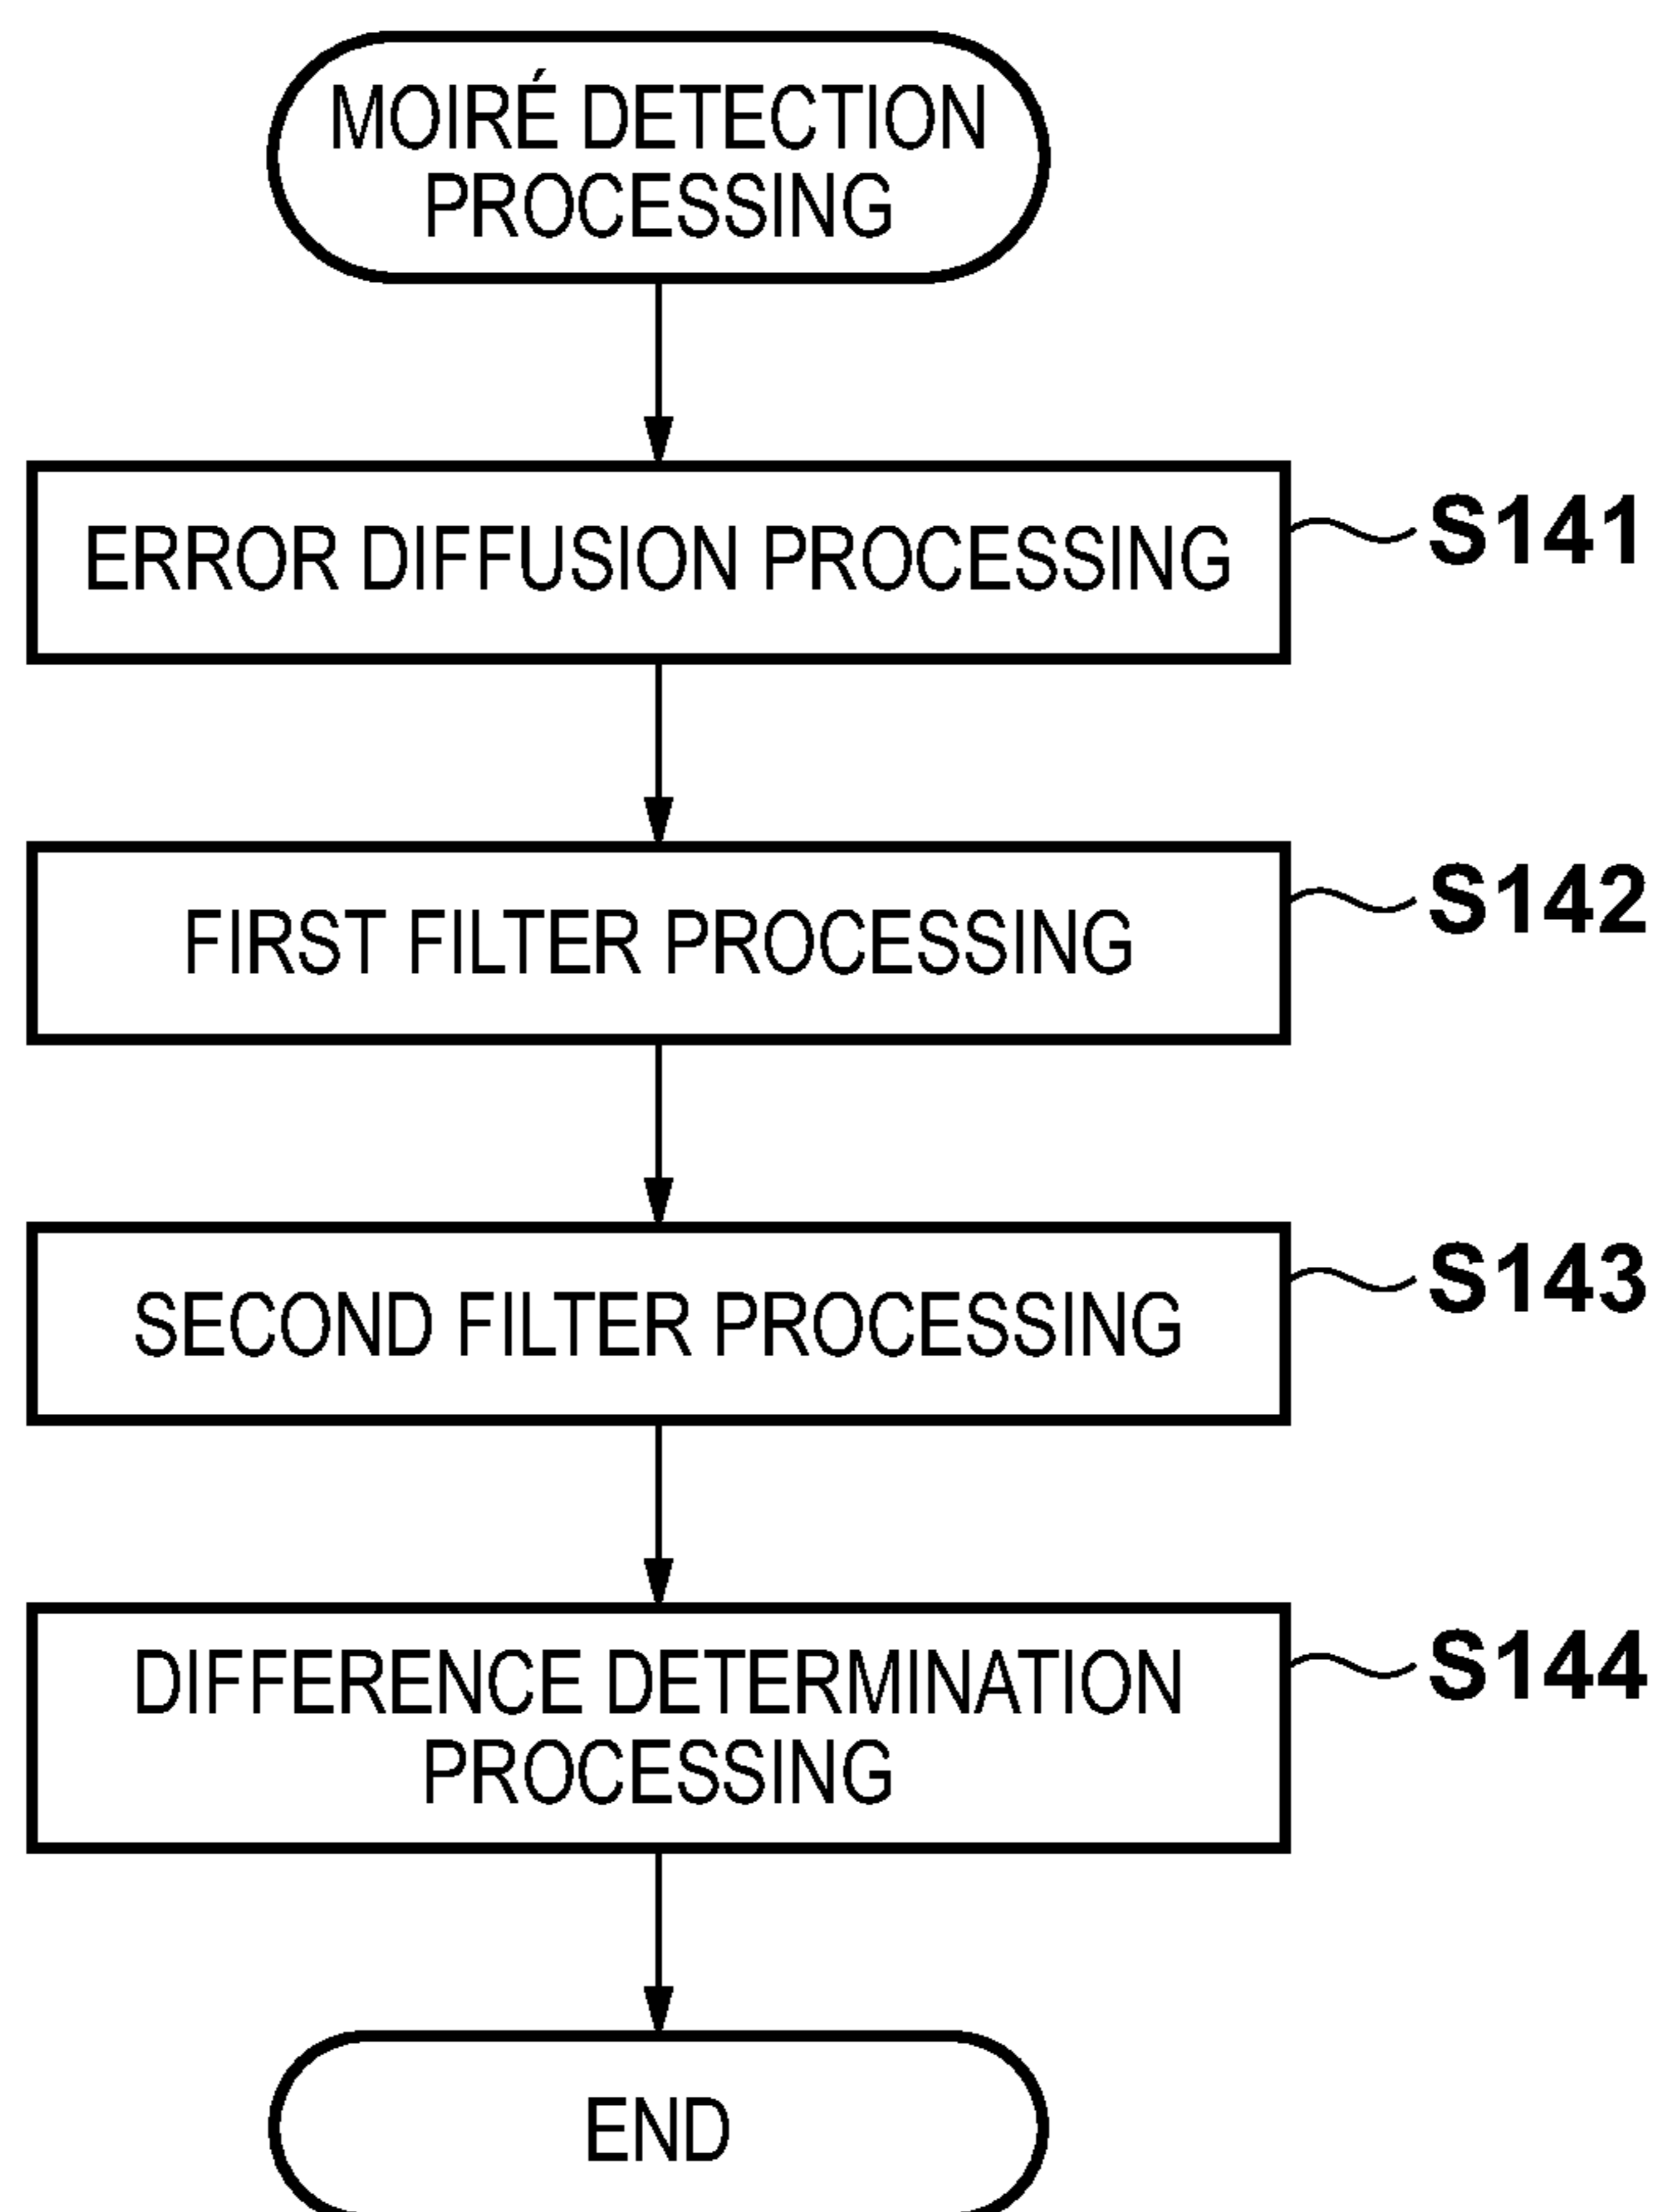 MOIRÉ DETECTION
PROCESSING
ERROR DIFFUSION PROCESSING
S141
FIRST FILTER PROCESSING
S142
SECOND FILTER PROCESSING
S143
DIFFERENCE DETERMINATION
PROCESSING
S144
END